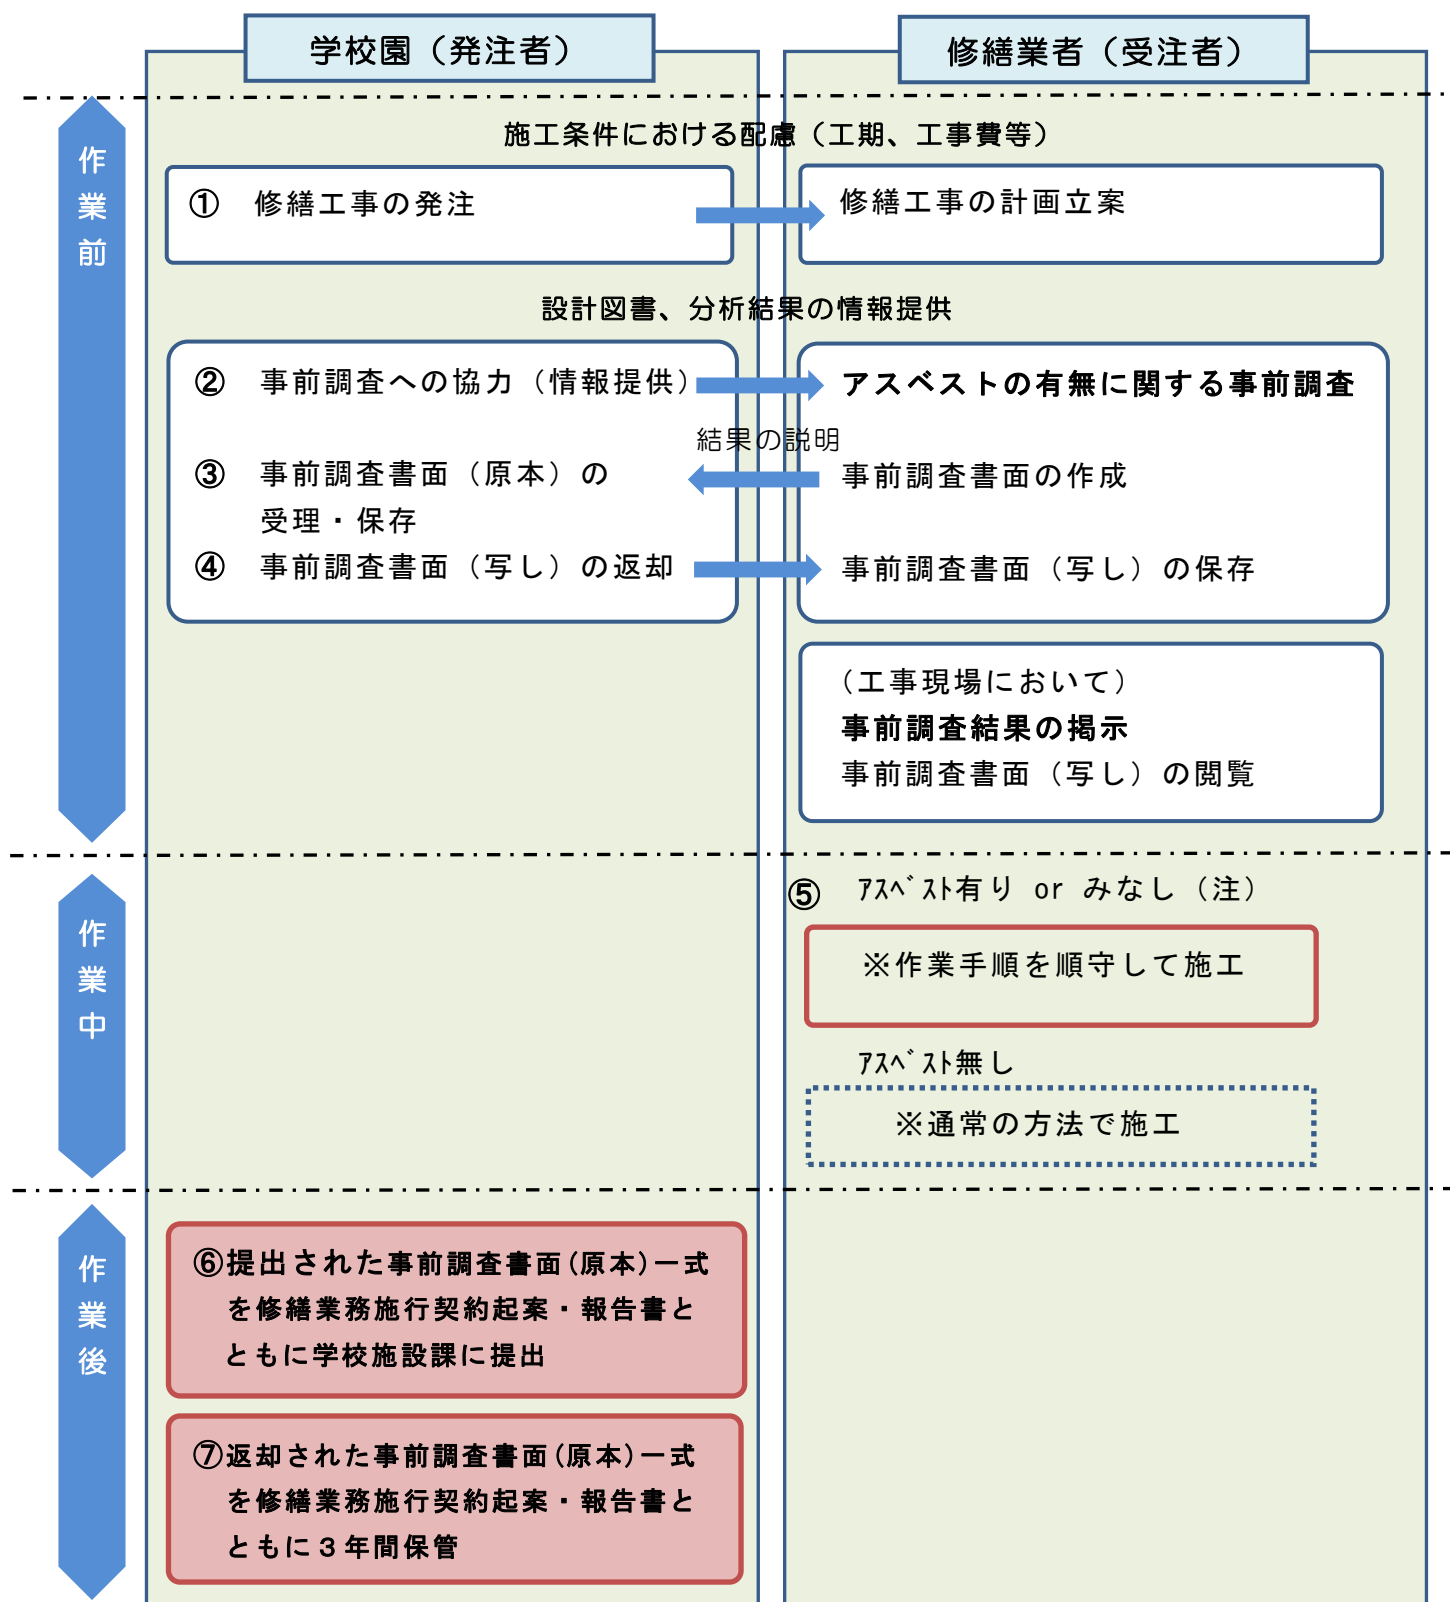 学校園（発注者）
修繕業者（受注者）
作業前
施工条件における配慮（工期、工事費等）
① 修繕工事の発注
修繕工事の計画立案
設計図書、分析結果の情報提供
② 事前調査への協力（情報提供）
アスベストの有無に関する事前調査
結果の説明
③ 事前調査書面（原本）の
受理・保存
事前調査書面の作成
④ 事前調査書面（写し）の返却
事前調査書面（写し）の保存
（工事現場において）
事前調査結果の掲示
事前調査書面（写し）の閲覧
作業中
⑤ ｱｽﾍﾞｽﾄ有り or みなし（注）
※作業手順を順守して施工
ｱｽﾍﾞｽﾄ無し
※通常の方法で施工
作業後
⑥提出された事前調査書面(原本)一式
を修繕業務施行契約起案・報告書と
ともに学校施設課に提出
⑦返却された事前調査書面(原本)一式
を修繕業務施行契約起案・報告書と
ともに３年間保管